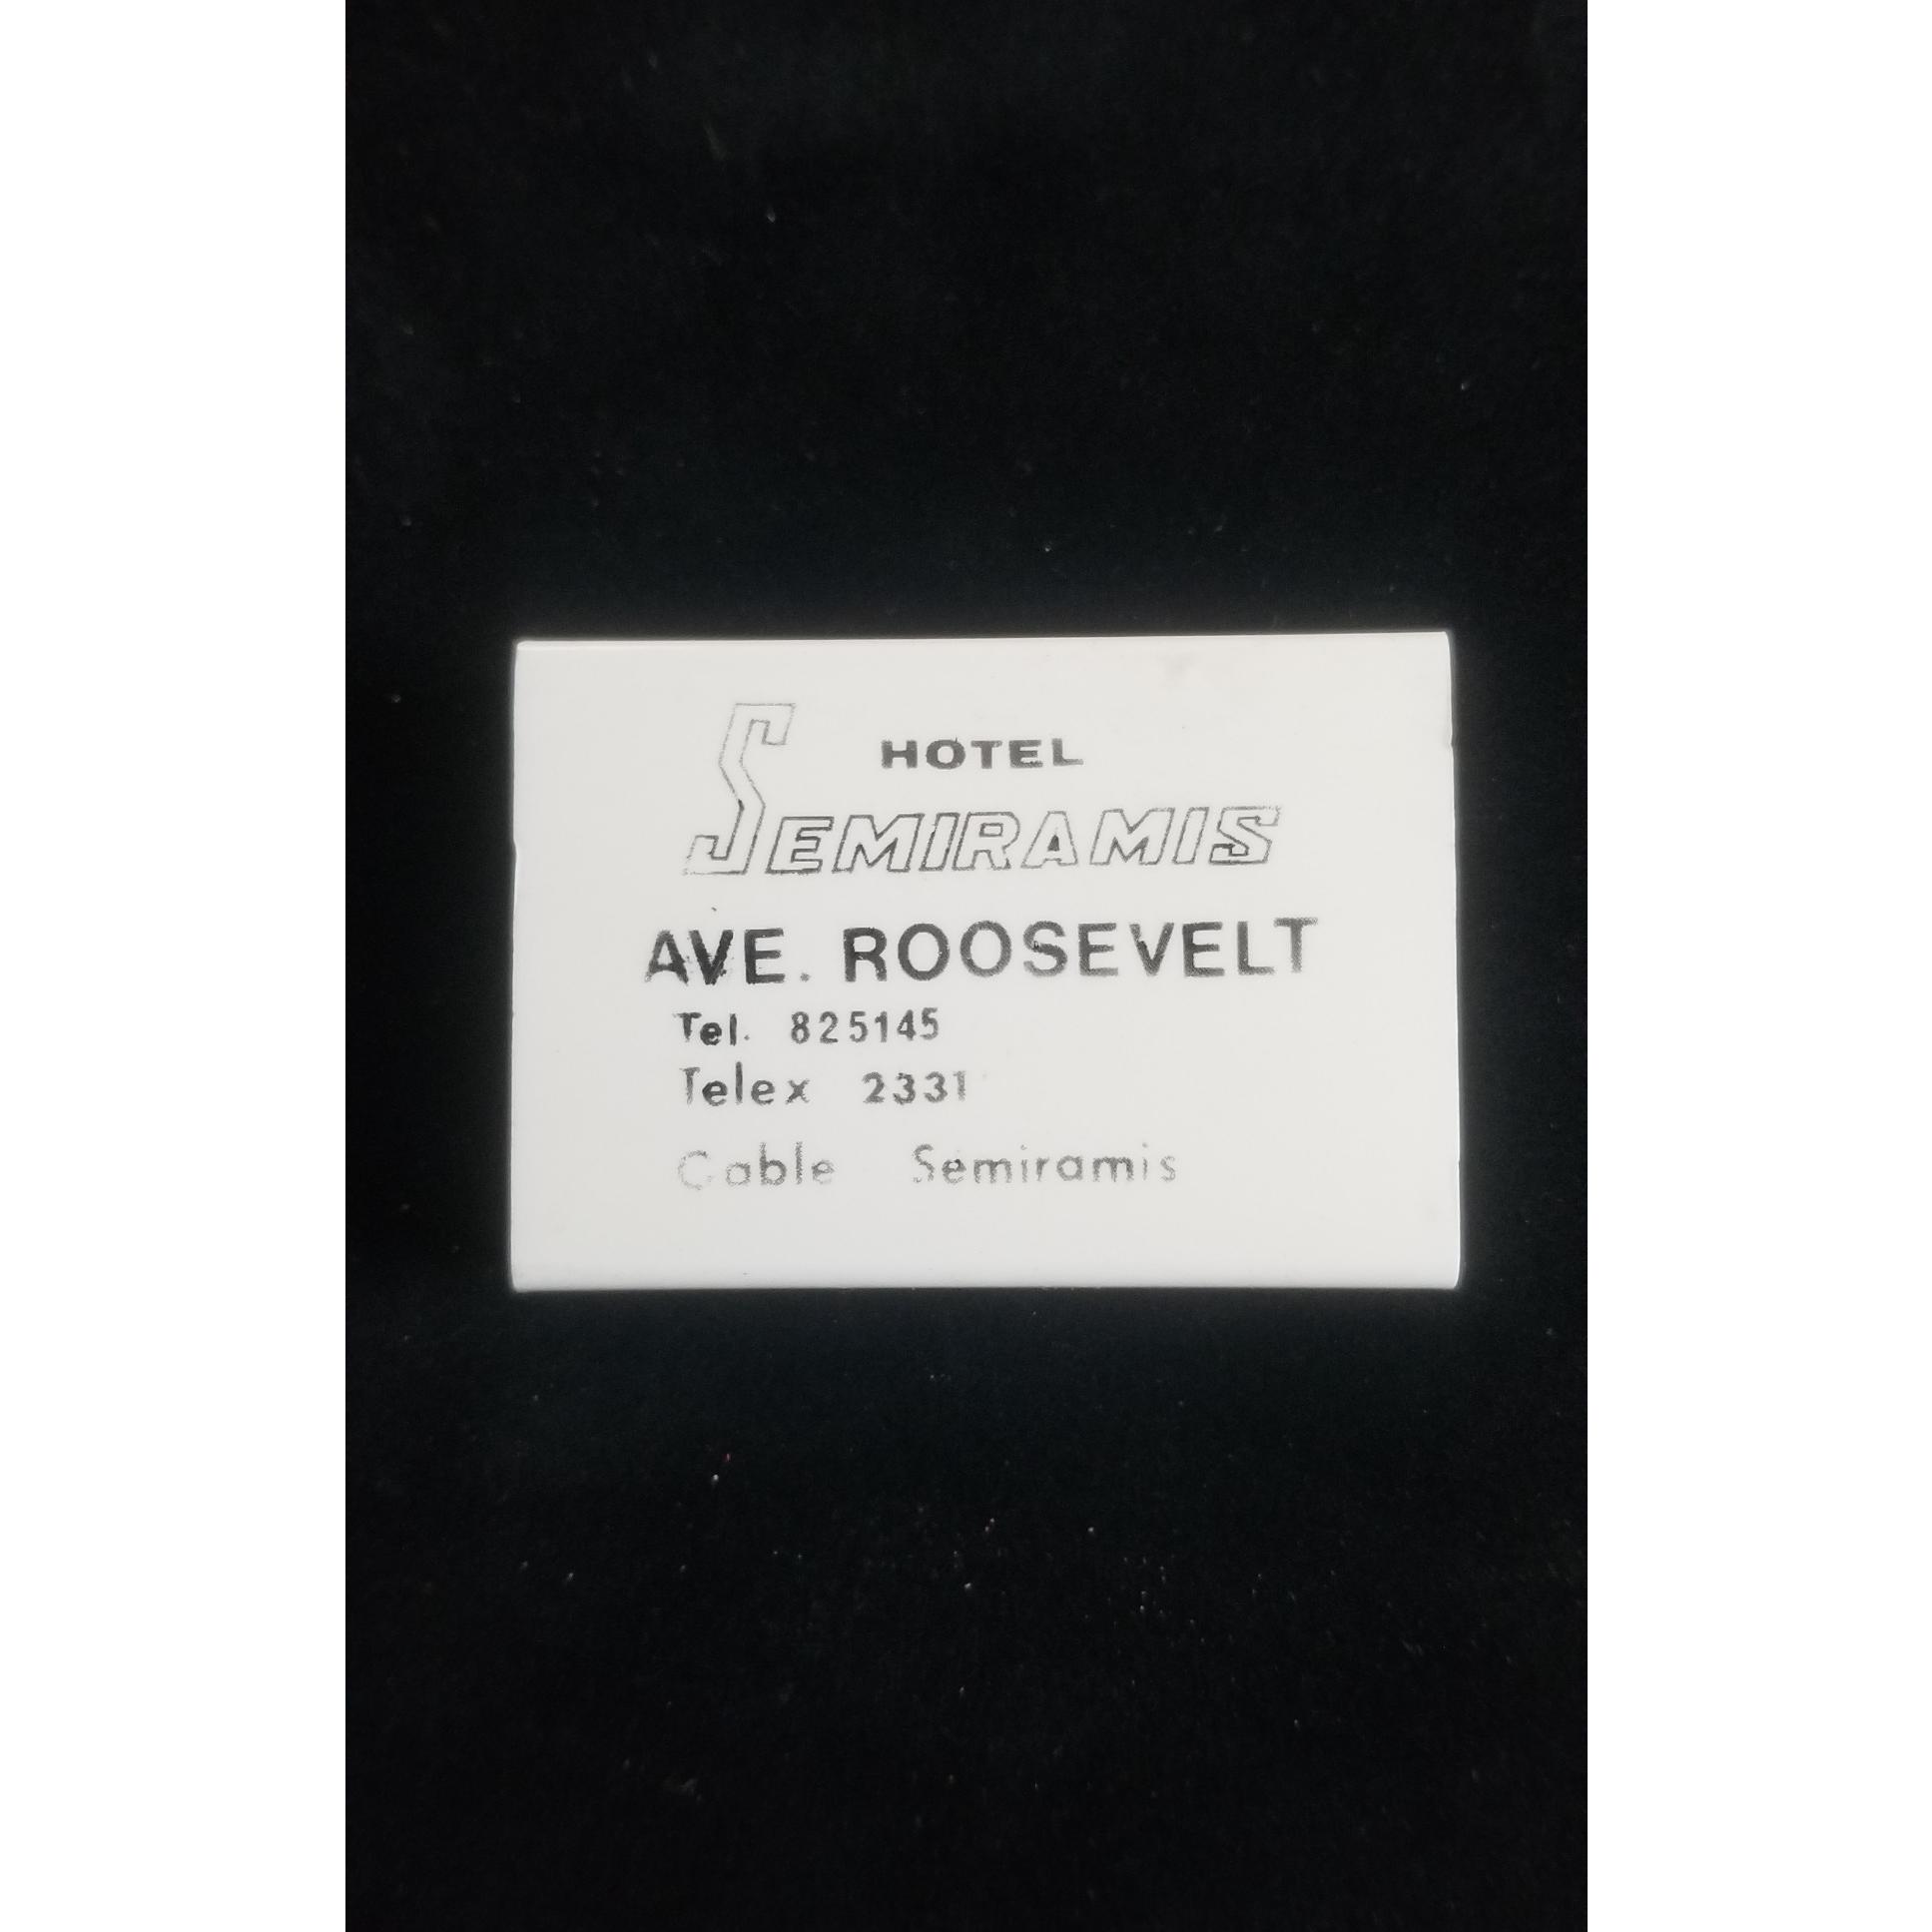 HOTEL
SEMIRAMIS
AVE. ROOSEVELT
Tel. 825145
Telex 2331
Cable Semiramis